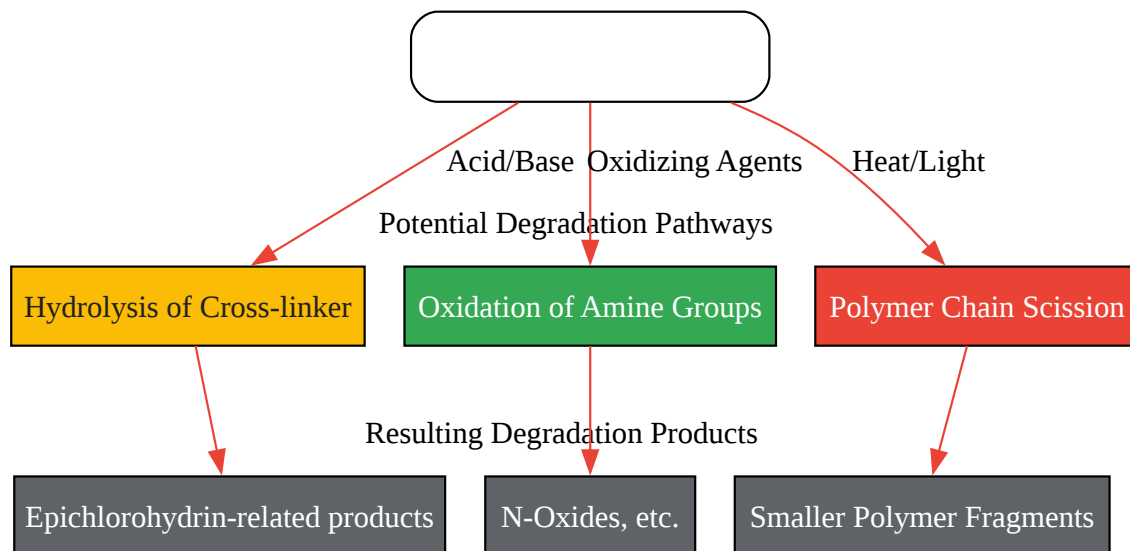 Acid/Base
Oxidizing Agents
Heat/Light
Potential Degradation Pathways
Hydrolysis of Cross-linker
Oxidation of Amine Groups
Polymer Chain Scission
Resulting Degradation Products
Epichlorohydrin-related products
N-Oxides, etc.
Smaller Polymer Fragments